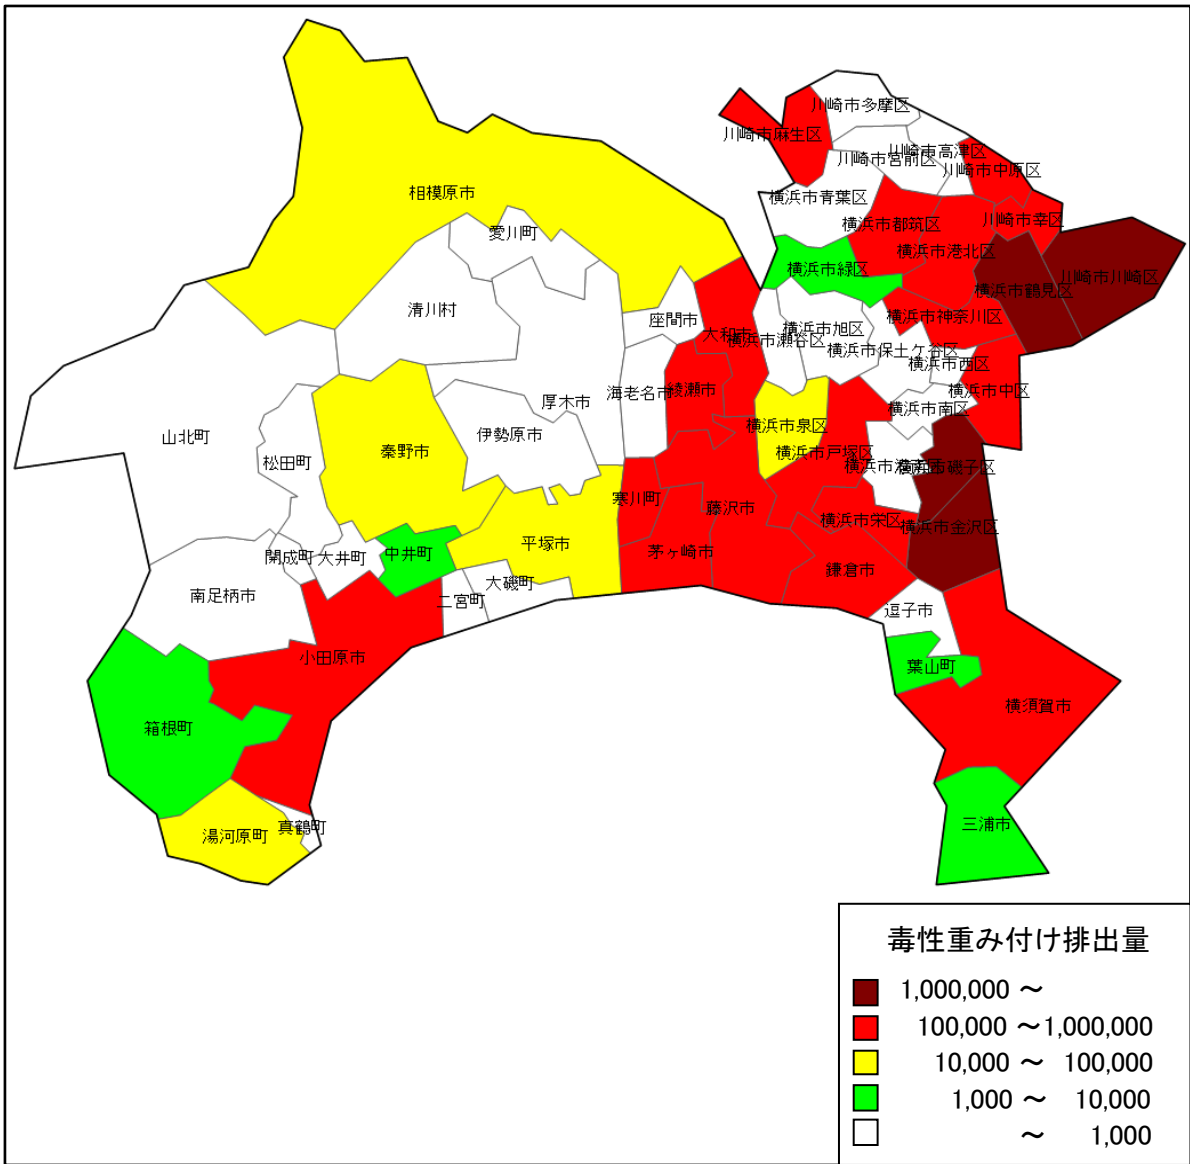 川崎市多摩区
川崎市麻生区
川崎市高津区
川崎市宮前区
川崎市中原区
相模原市
横浜市青葉区
川崎市幸区
横浜市都筑区
愛川町
横浜市港北区
横浜市緑区
川崎市川崎区
横浜市鶴見区
清川村
座間市
横浜市神奈川区
横浜市旭区
大和市
横浜市瀬谷区
横浜市保土ケ谷区
横浜市西区
海老名市
綾瀬市
横浜市中区
厚木市
横浜市南区
山北町
伊勢原市
横浜市泉区
秦野市
横浜市戸塚区
松田町
横浜市港南区
横浜市磯子区
寒川町
藤沢市
横浜市栄区
横浜市金沢区
平塚市
茅ヶ崎市
中井町
開成町
大井町
鎌倉市
大磯町
南足柄市
二宮町
逗子市
小田原市
葉山町
横須賀市
箱根町
三浦市
真鶴町
湯河原町
毒性重み付け排出量
1,000,000 ～
100,000 ～1,000,000
10,000 ～ 100,000
1,000 ～ 10,000
～ 1,000